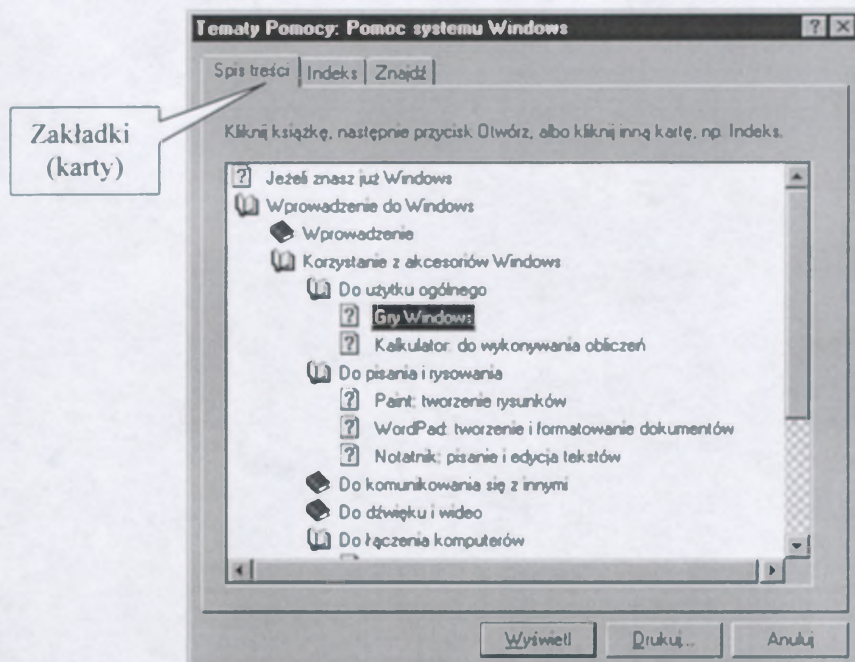 Tematy Pomocy: Pomoc systemu Windows
Spis treści Indeks Znajdź
Zakładki
(karty)
Kliknij książkę, następnie przycisk Otwórz, albo kliknij inną kartę, np. Indeks.
Jeżeli znasz już Windows
Wprowadzenie do Windows
Wprowadzenie
Korzystanie z akcesoriów Windows
Do użytku ogólnego
Gry Windows
Kalkulator: do wykonywania obliczeń
Do pisania i rysowania
Paint: tworzenie rysunków
WordPad: tworzenie i formatowanie dokumentów
Notatnik: pisanie i edycja tekstów
Do komunikowania się z innymi
Do dźwięku i wideo
Do łączenia komputerów
Wyświetl Drukuj... Anuluj